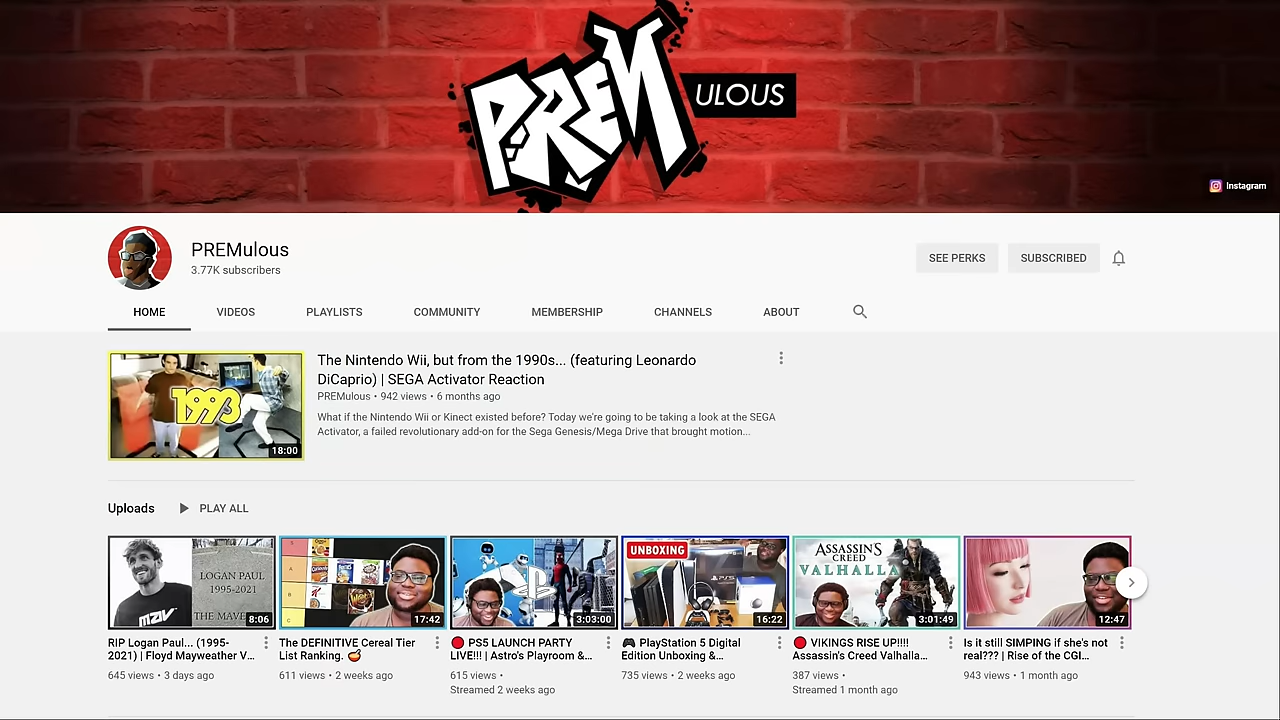 PREM
ULOUS
Instagram
PREMulous
3.77K subscribers
SEE PERKS
SUBSCRIBED
HOME
VIDEOS
PLAYLISTS
COMMUNITY
MEMBERSHIP
CHANNELS
ABOUT
1993
18:00
The Nintendo Wii, but from the 1990s... (featuring Leonardo
DiCaprio) | SEGA Activator Reaction
PREMulous • 942 views • 6 months ago
What if the Nintendo Wii or Kinect existed before? Today we're going to be taking a look at the SEGA
Activator, a failed revolutionary add-on for the Sega Genesis/Mega Drive that brought motion...
Uploads
PLAY ALL
LOGAN PAUL
1995-2021
THE MAVE
8:06
RIP Logan Paul... (1995-
2021) | Floyd Mayweather V...
645 views • 3 days ago
17:42
The DEFINITIVE Cereal Tier
List Ranking. 🥣
611 views • 2 weeks ago
3:03:00
🔴 PS5 LAUNCH PARTY
LIVE!!! | Astro's Playroom &...
615 views •
Streamed 2 weeks ago
UNBOXING
PS5
16:22
🎮 PlayStation 5 Digital
Edition Unboxing &...
735 views • 2 weeks ago
ASSASSIN'S
CREED
VALHALLA
3:01:49
🔴 VIKINGS RISE UP!!!!
Assassin's Creed Valhalla...
387 views •
Streamed 1 month ago
12:47
Is it still SIMPING if she's not
real??? | Rise of the CGI...
943 views • 1 month ago